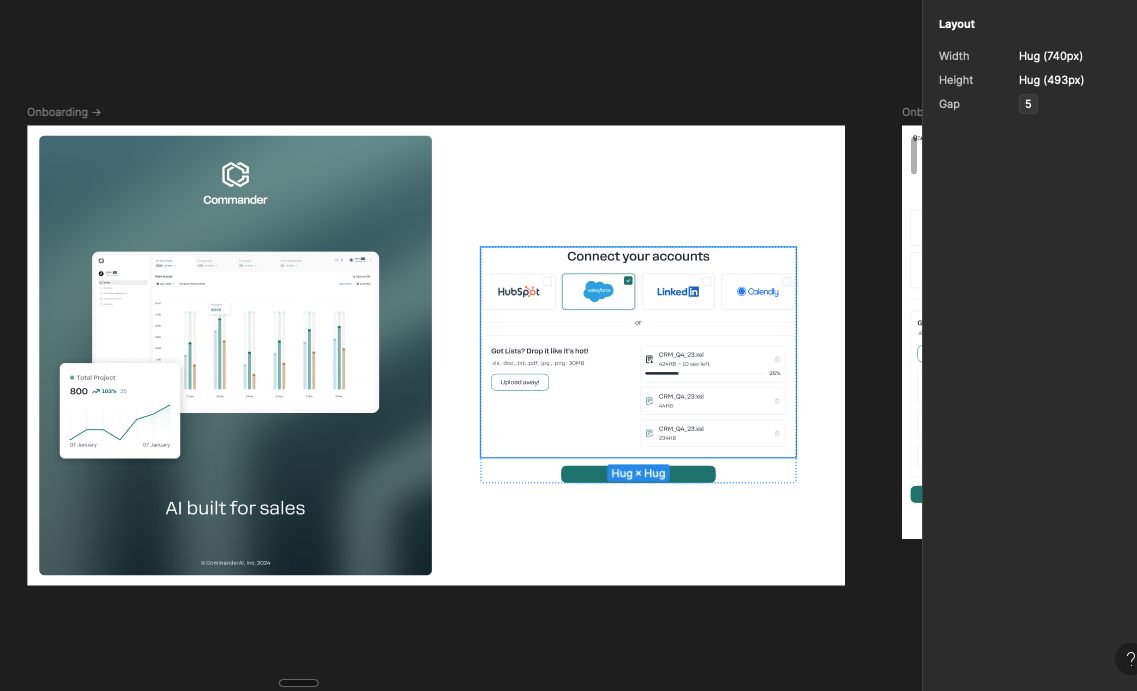 Layout
Width Hug (740px)
Height Hug (493px)
Gap 5
Onboarding →
Onb
Commander
Total Project
800 103% 35
01 January 07 January
AI built for sales
© CommanderAI, Inc. 2024
Connect your accounts
HubSpot
salesforce
Linked in
Calendly
or
Got Lists? Drop it like it's hot!
.xls, .doc, .txt, .pdf, .jpg, .png · 30MB
Upload away!
CRM_Q4_23.xsl
424KB • 10 sec left
25%
CRM_Q4_23.xsl
44KB
CRM_Q4_23.xsl
234KB
Hug × Hug
?